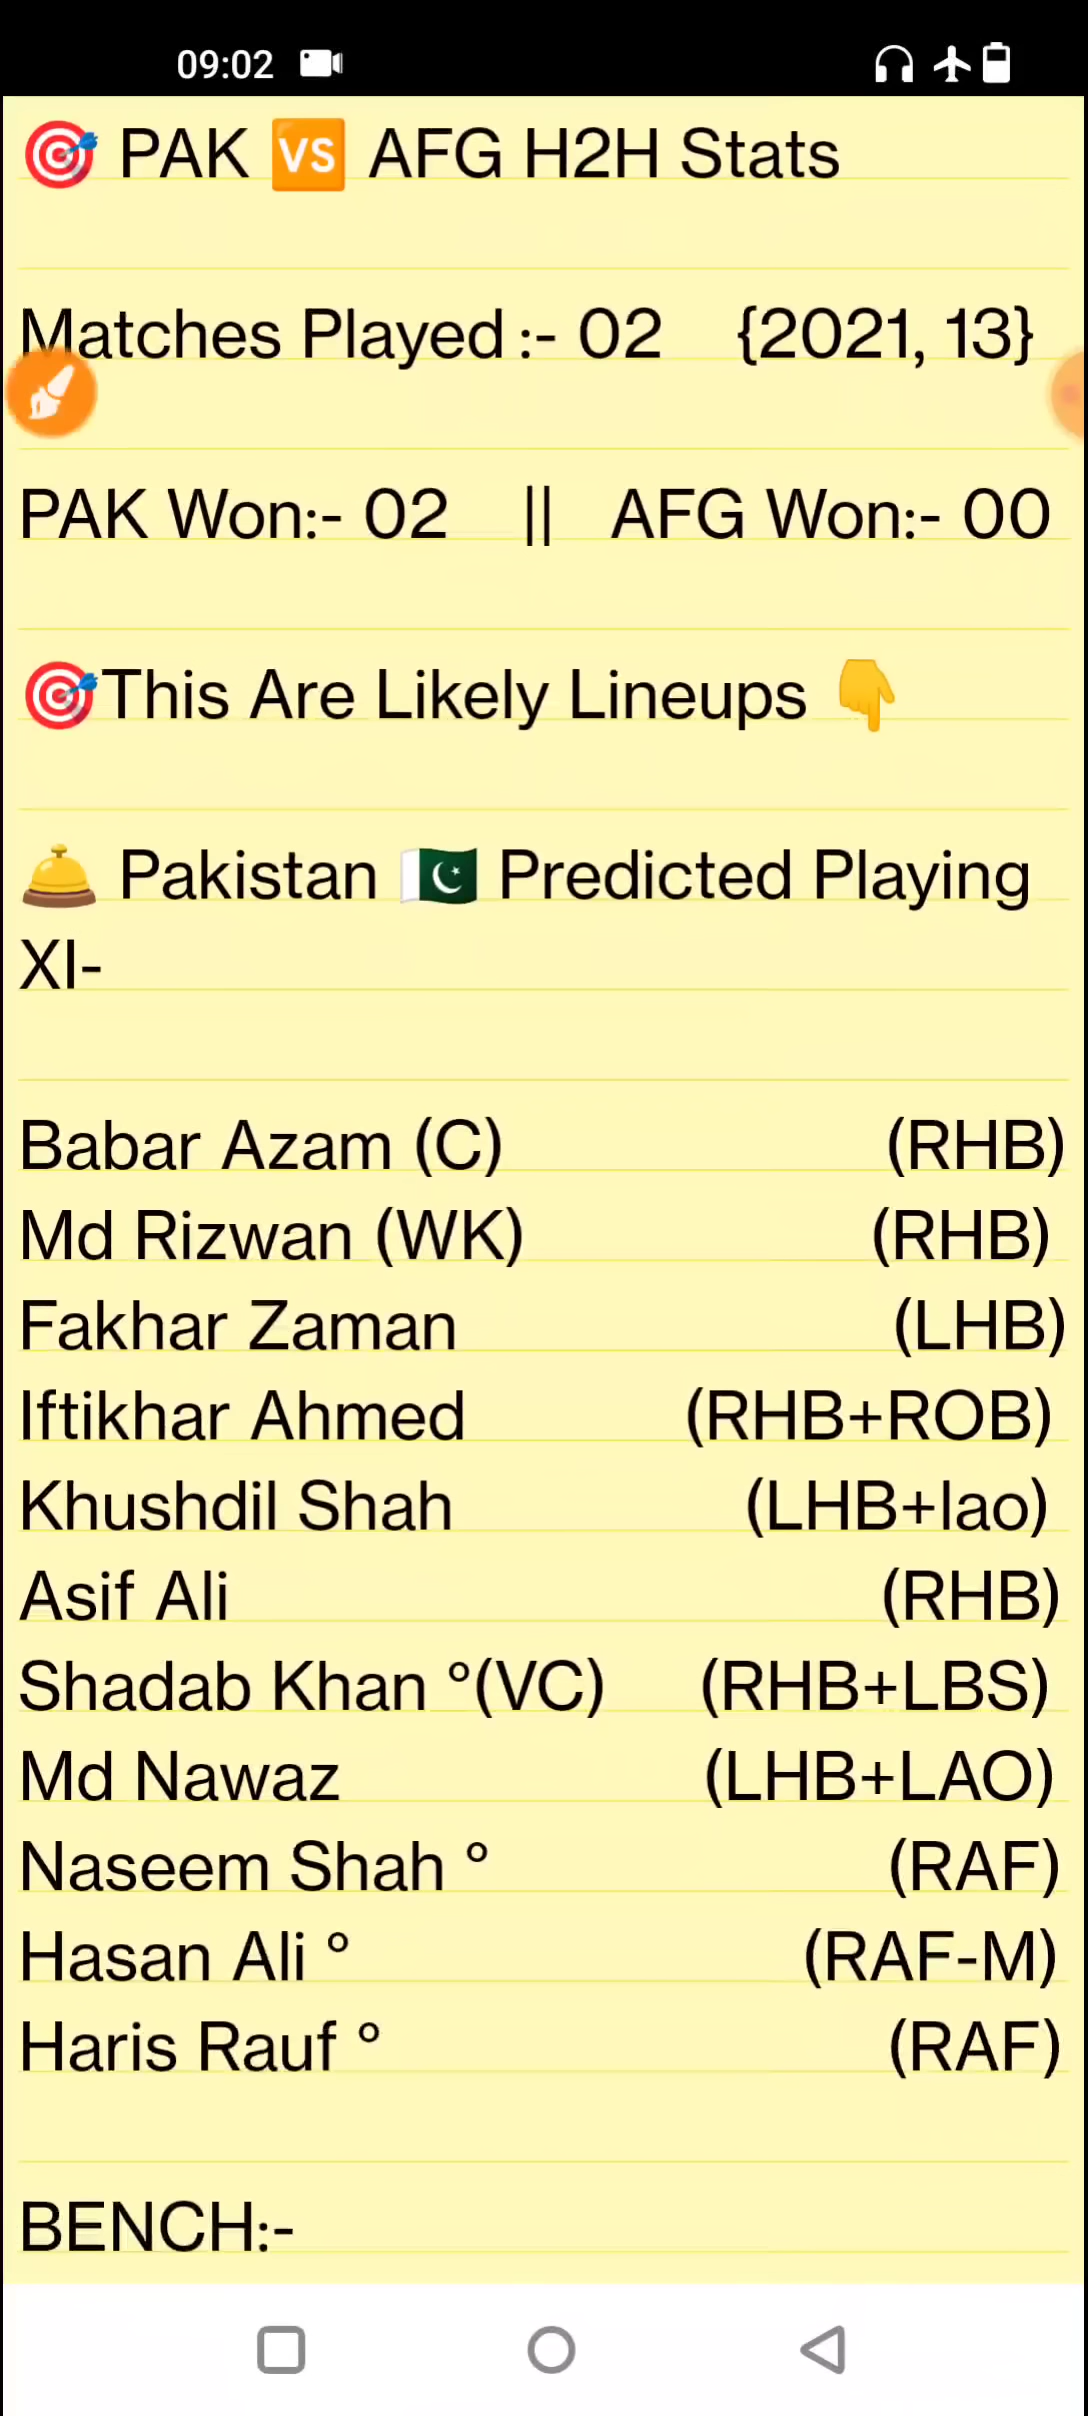 09:02
🎯 PAK 🆚 AFG H2H Stats
Matches Played :- 02 {2021, 13}
PAK Won:- 02 || AFG Won:- 00
🎯This Are Likely Lineups 👇
🛎️ Pakistan 🇵🇰 Predicted Playing
XI-
Babar Azam (C) (RHB)
Md Rizwan (WK) (RHB)
Fakhar Zaman (LHB)
Iftikhar Ahmed (RHB+ROB)
Khushdil Shah (LHB+lao)
Asif Ali (RHB)
Shadab Khan °(VC) (RHB+LBS)
Md Nawaz (LHB+LAO)
Naseem Shah ° (RAF)
Hasan Ali ° (RAF-M)
Haris Rauf ° (RAF)
BENCH:-